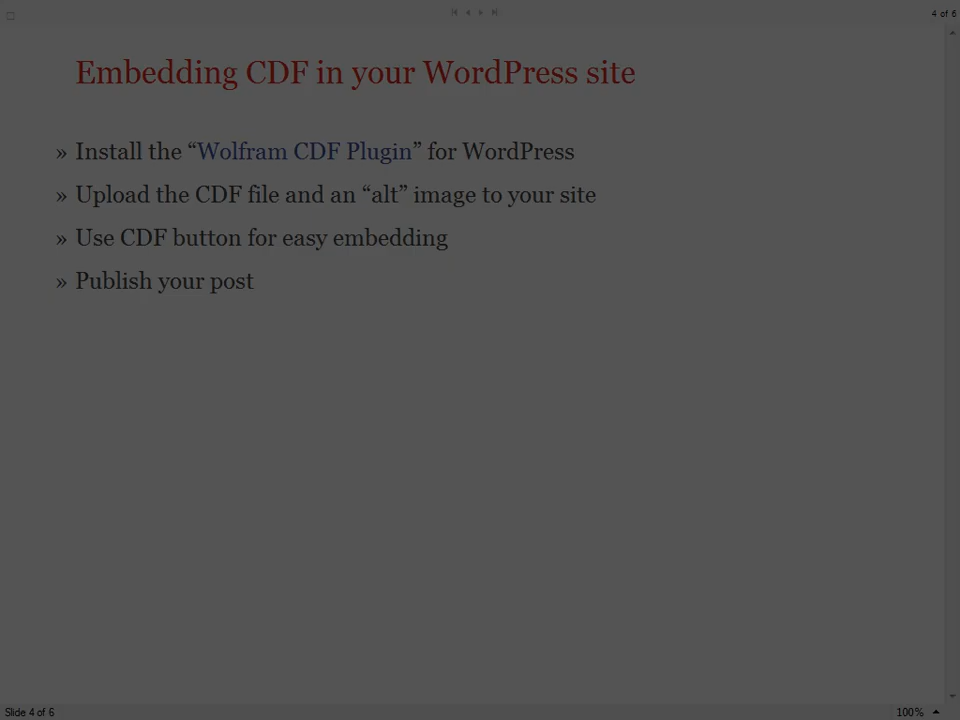 4 of 6
Embedding CDF in your WordPress site
» Install the “Wolfram CDF Plugin” for WordPress
» Upload the CDF file and an “alt” image to your site
» Use CDF button for easy embedding
» Publish your post
Slide 4 of 6
100%